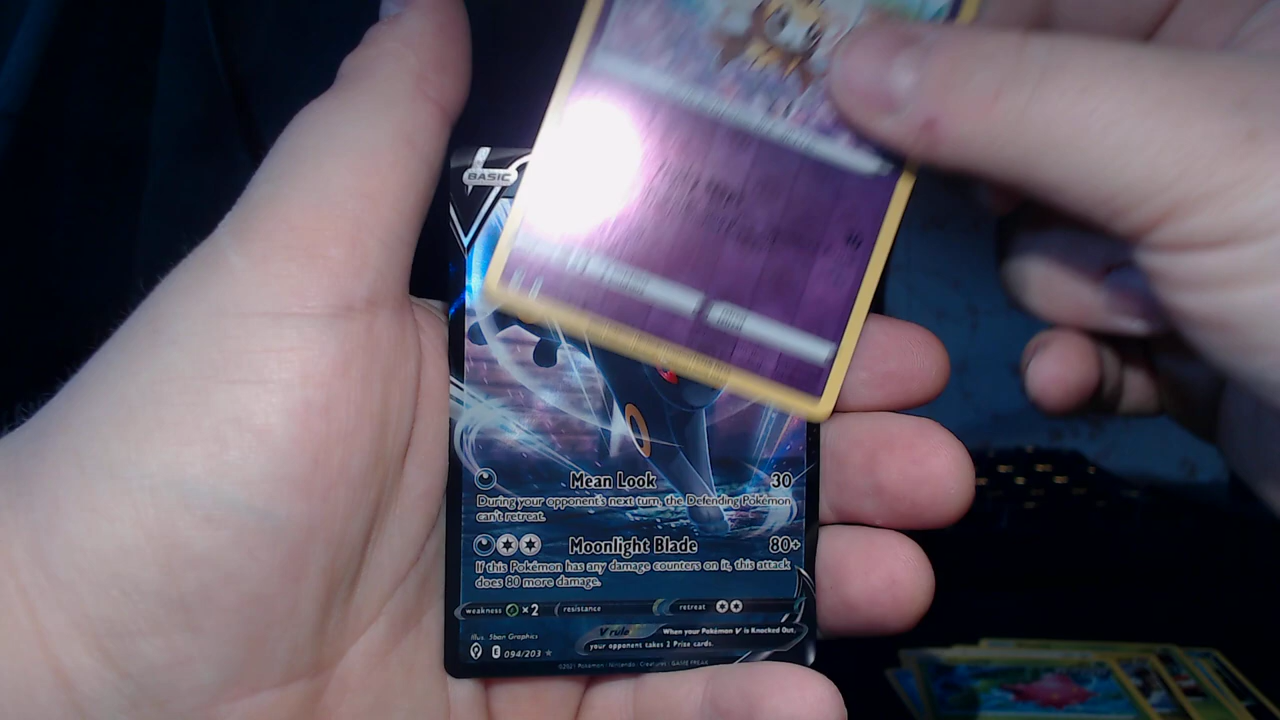 BASIC
Mean Look 30
During your opponent's next turn, the Defending Pokémon
can't retreat.
Moonlight Blade 80+
If this Pokémon has any damage counters on it, this attack
does 80 more damage.
weakness ×2 resistance retreat
V rule When your Pokémon V is Knocked Out,
your opponent takes 2 Prize cards.
Illus. 5ban Graphics
E 094/203 ★
©2021 Pokémon / Nintendo / Creatures / GAME FREAK